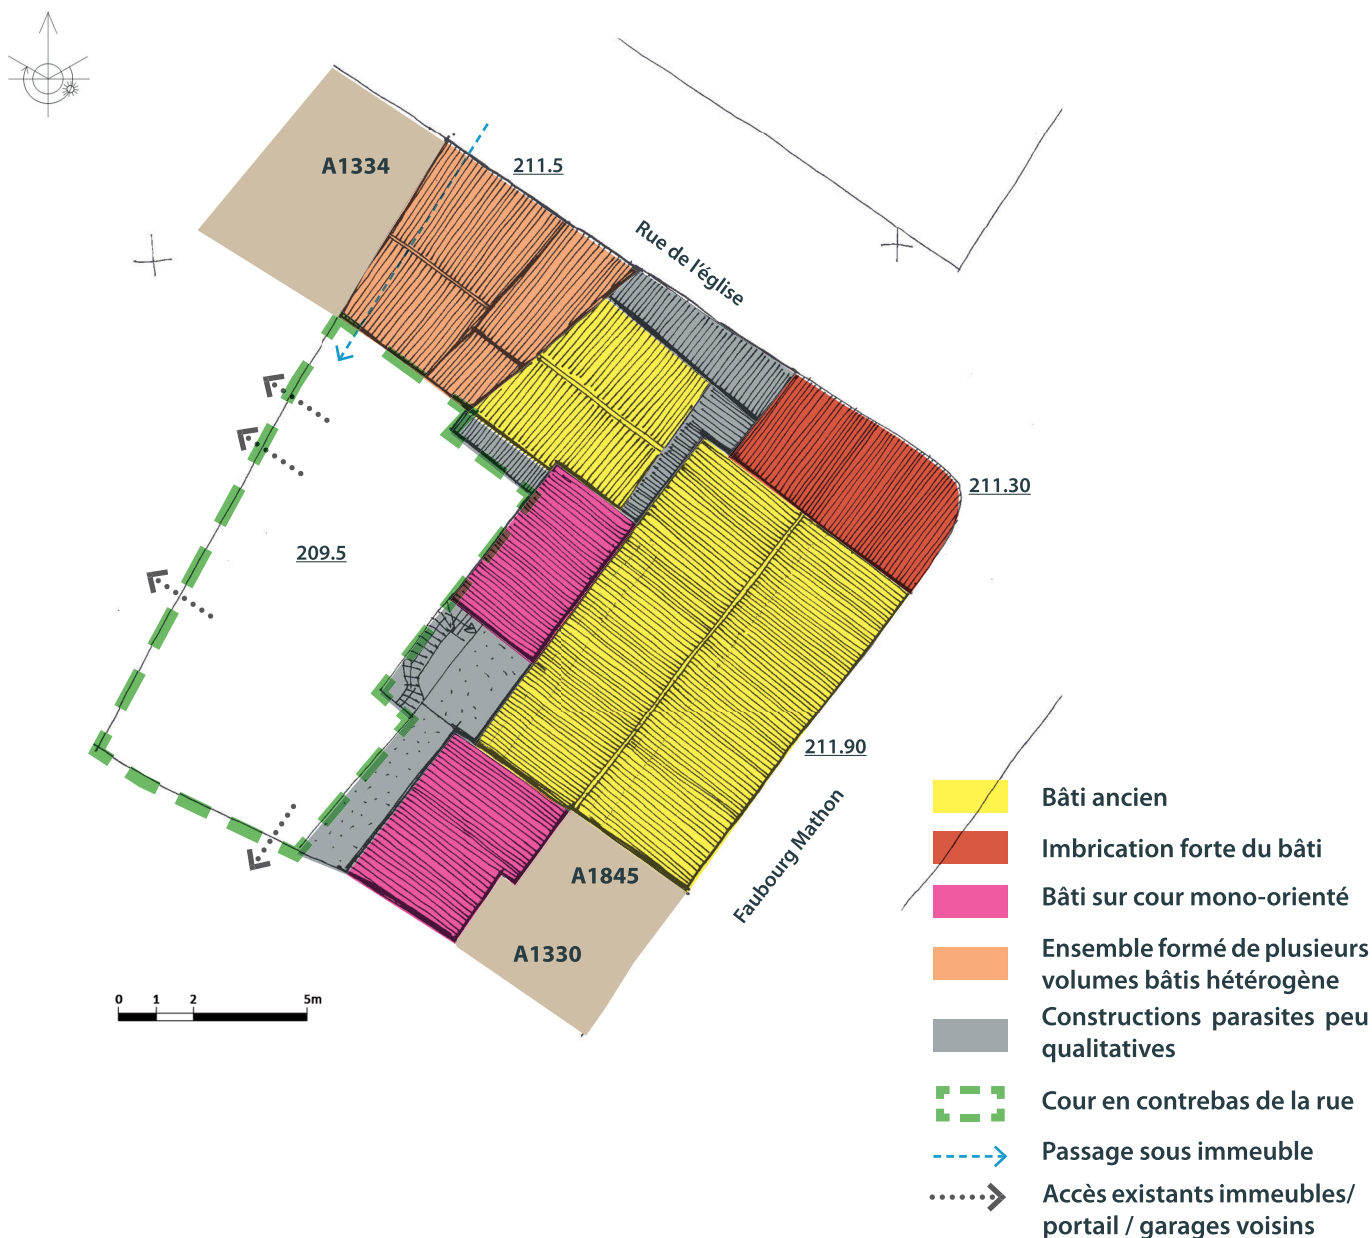 A1334
211.5
Rue de l'église
211.30
209.5
211.90
Faubourg Mathon
A1845
A1330
0 1 2 5m
Bâti ancien
Imbrication forte du bâti
Bâti sur cour mono-orienté
Ensemble formé de plusieurs
volumes bâtis hétérogène
Constructions parasites peu
qualitatives
Cour en contrebas de la rue
Passage sous immeuble
Accès existants immeubles/
portail / garages voisins